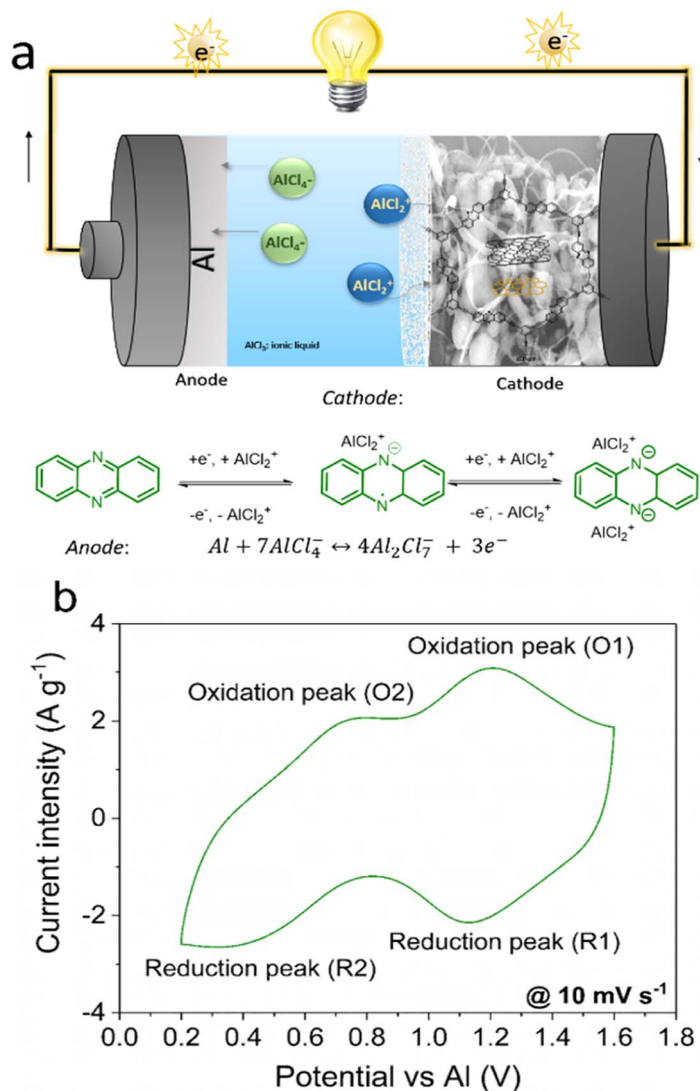 a
e-
e-
AlCl4-
AlCl4-
AlCl2+
AlCl2+
Al
AlCl3: ionic liquid
Anode
Cathode
Cathode:
N
N
+e-, + AlCl2+
-e-, - AlCl2+
AlCl2+
N ⊖
N•
+e-, + AlCl2+
-e-, - AlCl2+
AlCl2+
N ⊖
N ⊖
AlCl2+
Anode: Al + 7AlCl4- ↔ 4Al2Cl7- + 3e-
b
Current intensity (A g-1)
4
2
0
-2
-4
Oxidation peak (O1)
Oxidation peak (O2)
Reduction peak (R1)
Reduction peak (R2)
@ 10 mV s-1
0.0 0.2 0.4 0.6 0.8 1.0 1.2 1.4 1.6 1.8
Potential vs Al (V)